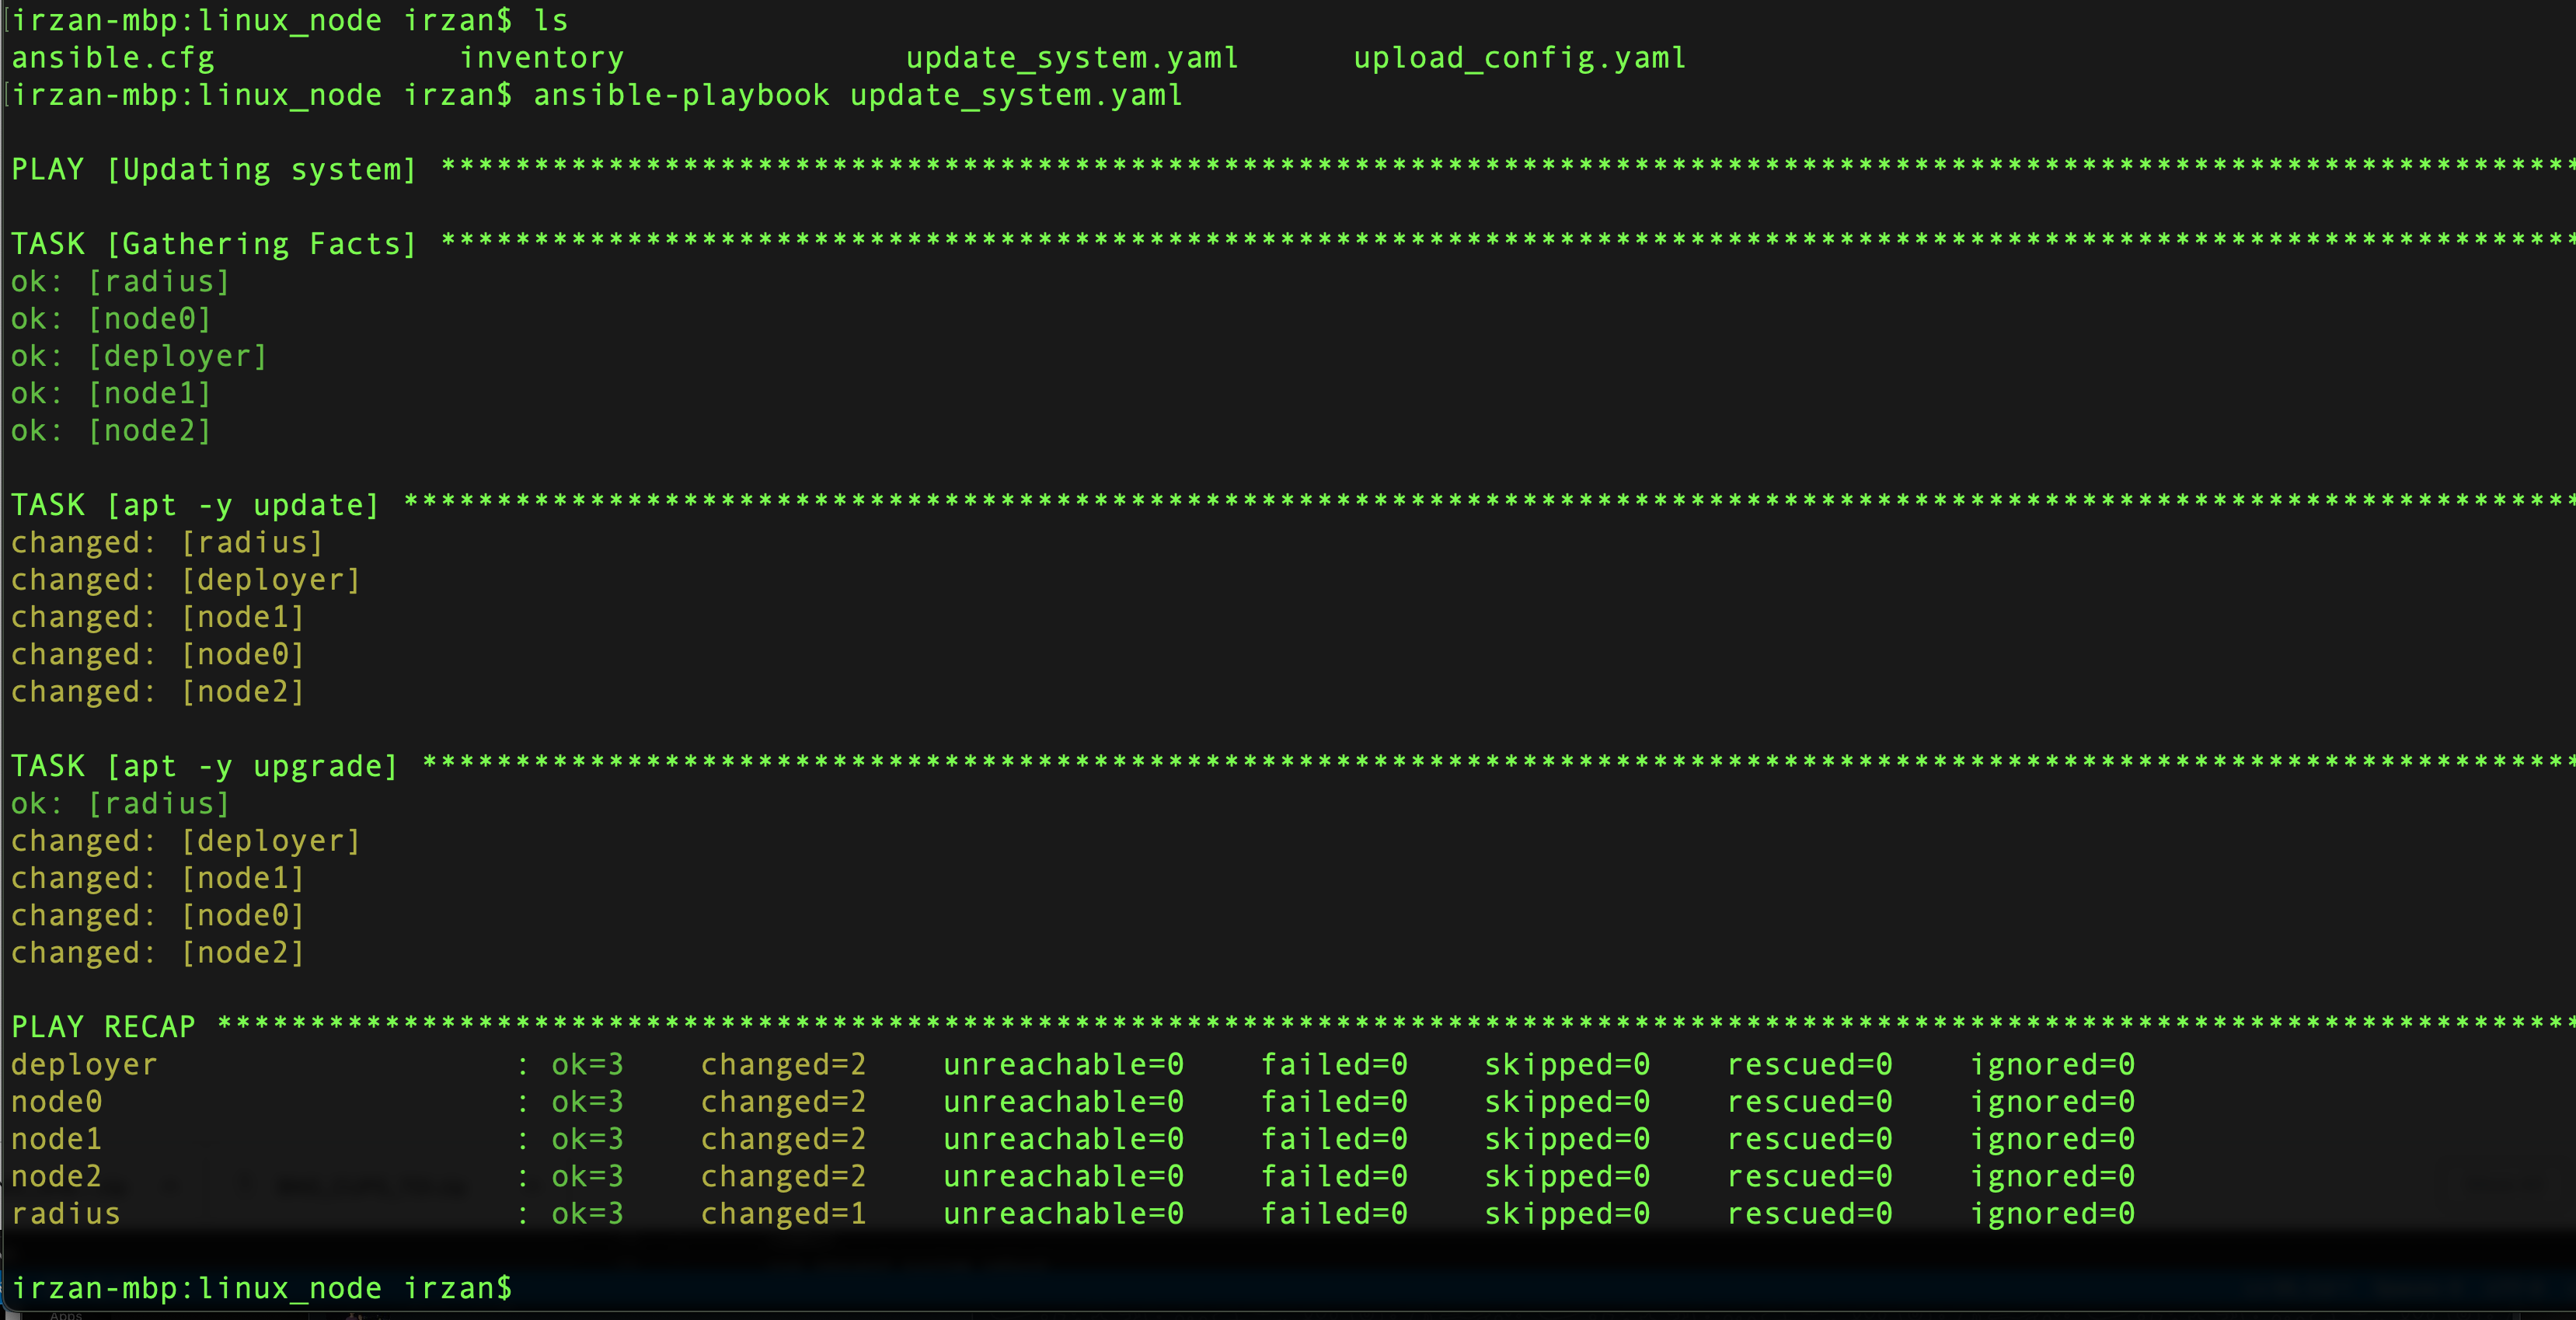 irzan-mbp:linux_node irzan$ ls
ansible.cfg inventory update_system.yaml upload_config.yaml
irzan-mbp:linux_node irzan$ ansible-playbook update_system.yaml
PLAY [Updating system] ********************************************************************************************************************
TASK [Gathering Facts] ********************************************************************************************************************
ok: [radius]
ok: [node0]
ok: [deployer]
ok: [node1]
ok: [node2]
TASK [apt -y update] **********************************************************************************************************************
changed: [radius]
changed: [deployer]
changed: [node1]
changed: [node0]
changed: [node2]
TASK [apt -y upgrade] *********************************************************************************************************************
ok: [radius]
changed: [deployer]
changed: [node1]
changed: [node0]
changed: [node2]
PLAY RECAP ********************************************************************************************************************************
deployer : ok=3 changed=2 unreachable=0 failed=0 skipped=0 rescued=0 ignored=0
node0 : ok=3 changed=2 unreachable=0 failed=0 skipped=0 rescued=0 ignored=0
node1 : ok=3 changed=2 unreachable=0 failed=0 skipped=0 rescued=0 ignored=0
node2 : ok=3 changed=2 unreachable=0 failed=0 skipped=0 rescued=0 ignored=0
radius : ok=3 changed=1 unreachable=0 failed=0 skipped=0 rescued=0 ignored=0
irzan-mbp:linux_node irzan$
Apps